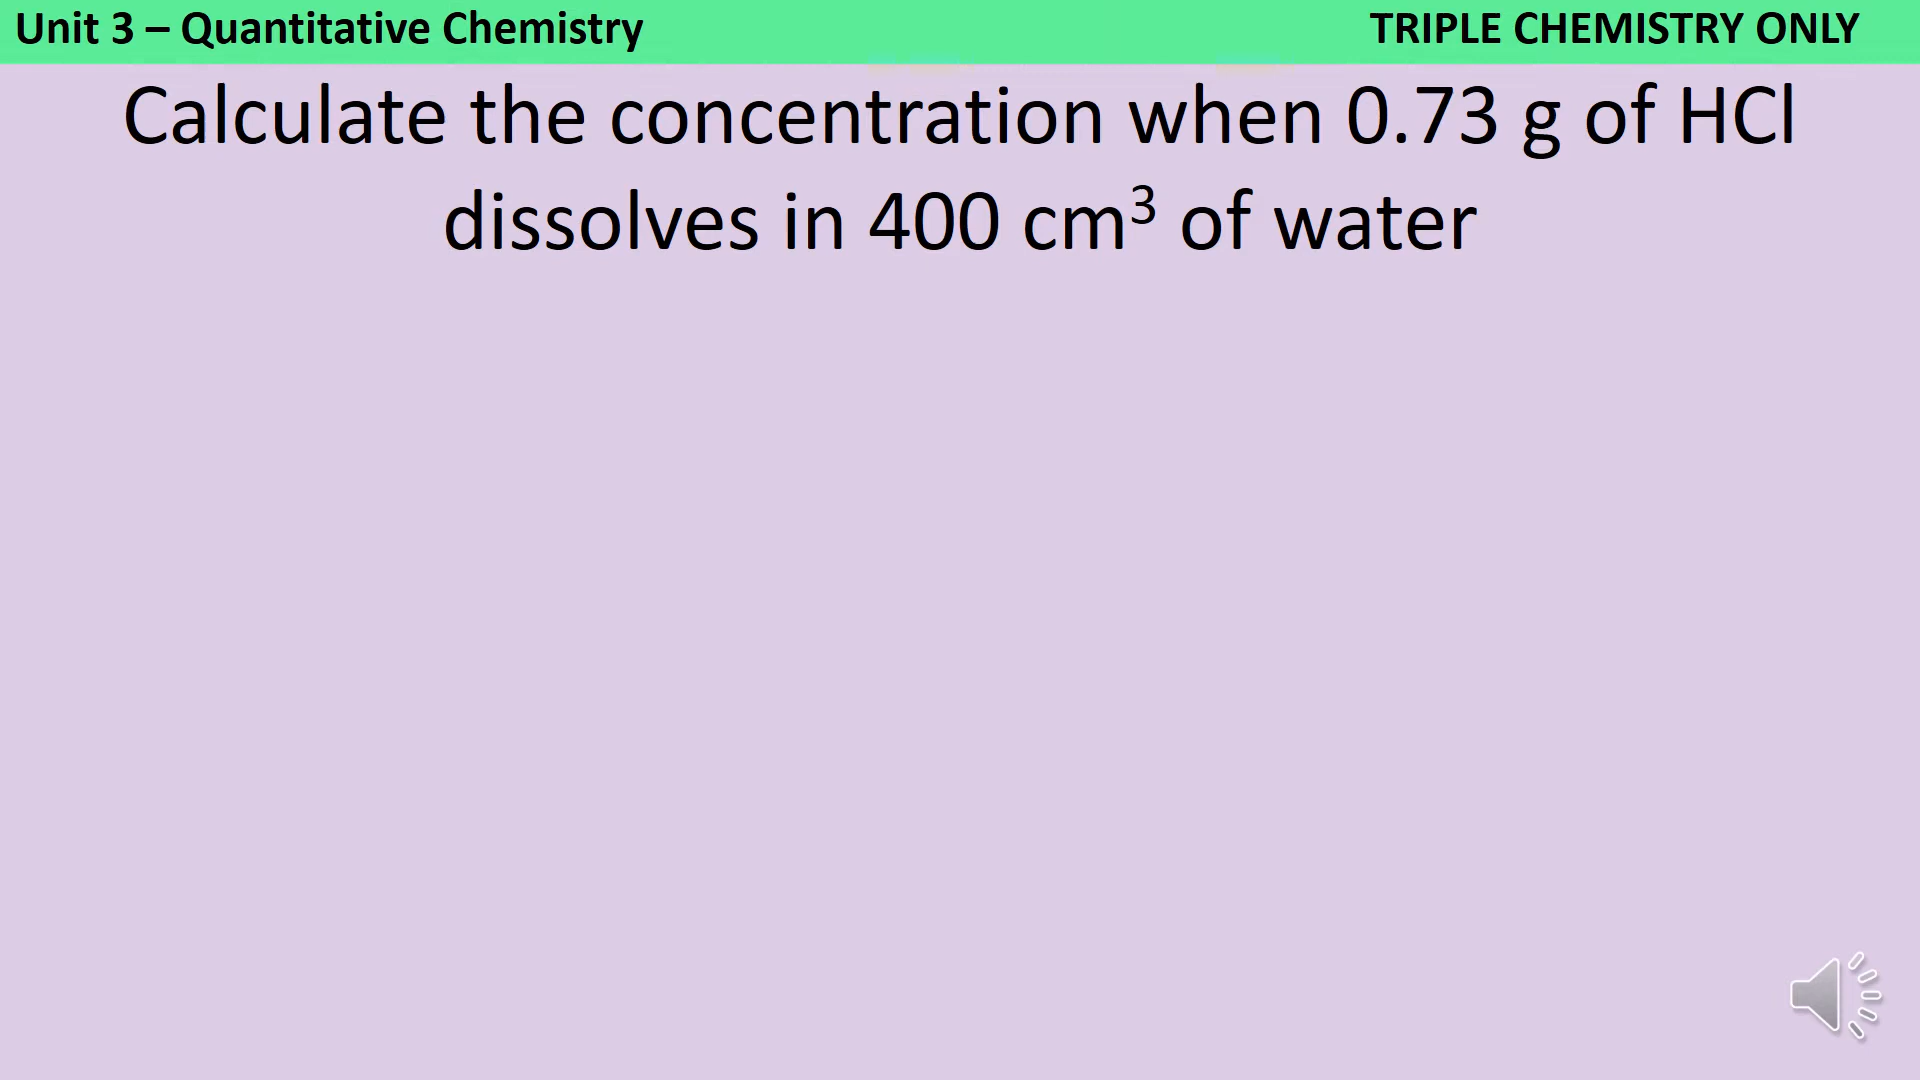 Unit 3 – Quantitative Chemistry TRIPLE CHEMISTRY ONLY
Calculate the concentration when 0.73 g of HCl
dissolves in 400 cm³ of water